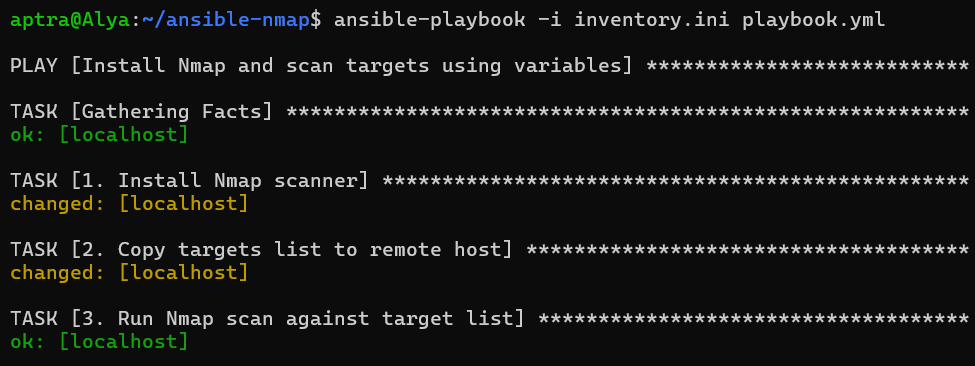 aptra@Alya:~/ansible-nmap$ ansible-playbook -i inventory.ini playbook.yml
PLAY [Install Nmap and scan targets using variables] ***************************
TASK [Gathering Facts] *********************************************************
ok: [localhost]
TASK [1. Install Nmap scanner] *************************************************
changed: [localhost]
TASK [2. Copy targets list to remote host] *************************************
changed: [localhost]
TASK [3. Run Nmap scan against target list] ************************************
ok: [localhost]